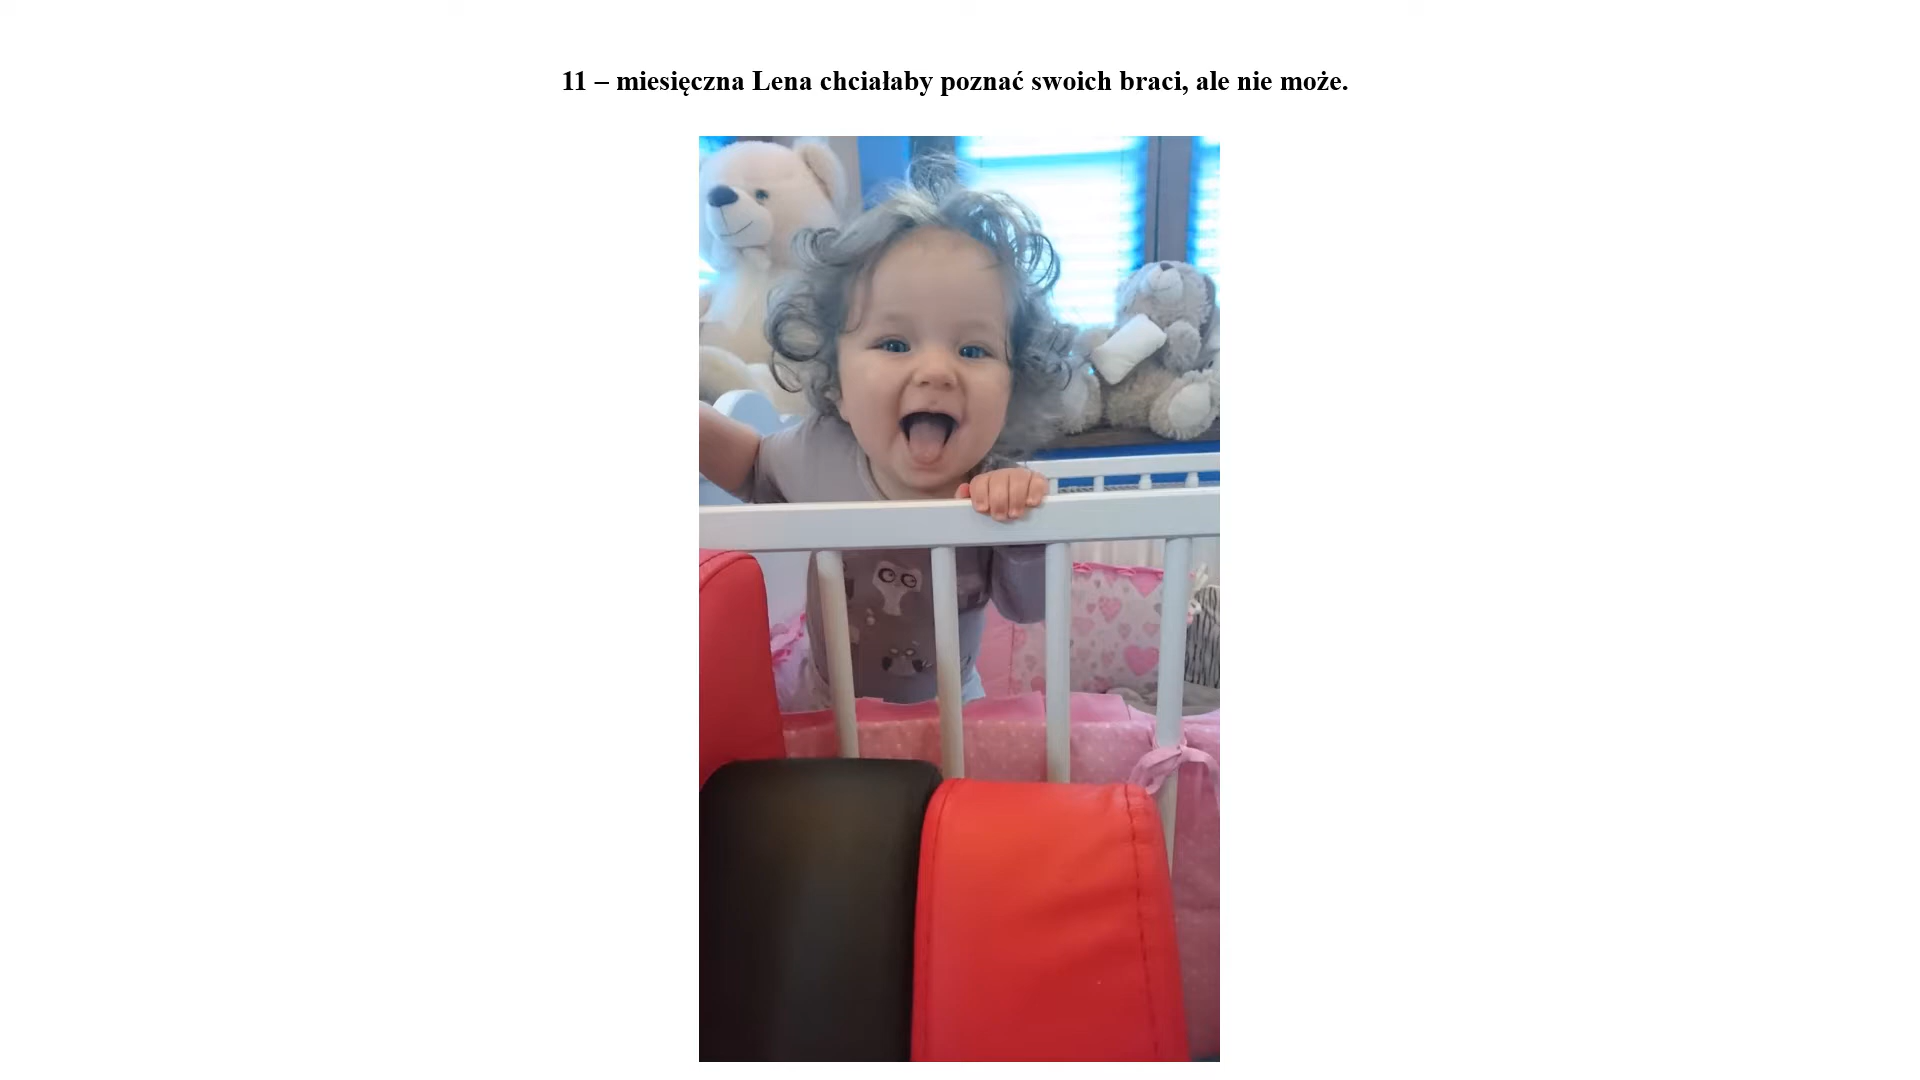 11 – miesięczna Lena chciałaby poznać swoich braci, ale nie może.